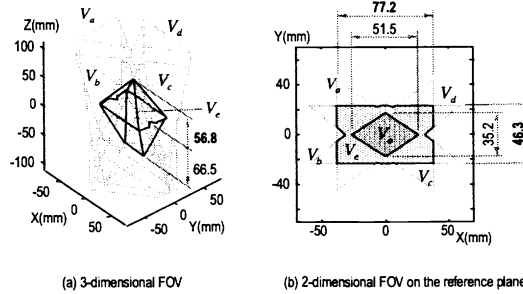 V_a
V_d
Z(mm)
100
50
0
-50
-100
V_b
V_c
V_e
56.8
66.5
-50
0
50
X(mm)
-50
0
50
Y(mm)
(a) 3-dimensional FOV
77.2
51.5
Y(mm)
40
0
-40
V_a
V_d
V_b
V_e
V_c
35.2
46.3
-50
0
50
X(mm)
(b) 2-dimensional FOV on the reference plane